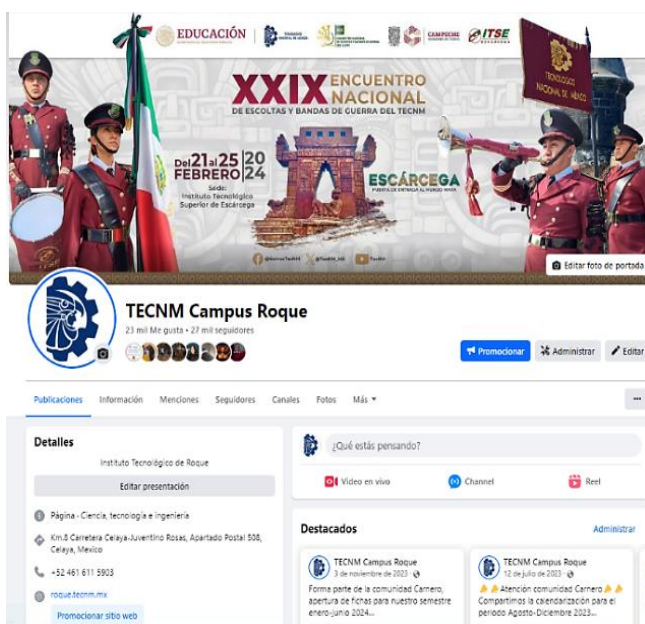 EDUCACIÓN
CAMPECHE
ITSE
XXIX ENCUENTRO NACIONAL
DE ESCOLTAS Y BANDAS DE GUERRA DEL TECNM
Del 21 al 25 FEBRERO 2024
Sede:
Instituto Tecnológico
Superior de Escárcega
ESCÁRCEGA
PUERTA DE ENTRADA AL MUNDO MAYA
TECNOLÓGICO
NACIONAL DE MÉXICO
TecNM
Editar foto de portada
TECNM Campus Roque
23 mil Me gusta • 27 mil seguidores
Promocionar Administrar Editar
Publicaciones Información Menciones Seguidores Canales Fotos Más
Detalles
Instituto Tecnológico de Roque
Editar presentación
Página · Ciencia, tecnología e ingeniería
Km.8 Carretera Celaya-Juventino Rosas, Apartado Postal 508,
Celaya, Mexico
+52 461 611 5903
roque.tecnm.mx
Promocionar sitio web
¿Qué estás pensando?
Video en vivo Channel Reel
Destacados Administrar
TECNM Campus Roque
3 de noviembre de 2023 ·
Forma parte de la comunidad Carnero,
apertura de fichas para nuestro semestre
enero-junio 2024...
TECNM Campus Roque
12 de julio de 2023 ·
Atención comunidad Carnero
Compartimos la calendarización para el
periodo Agosto-Diciembre 2023...